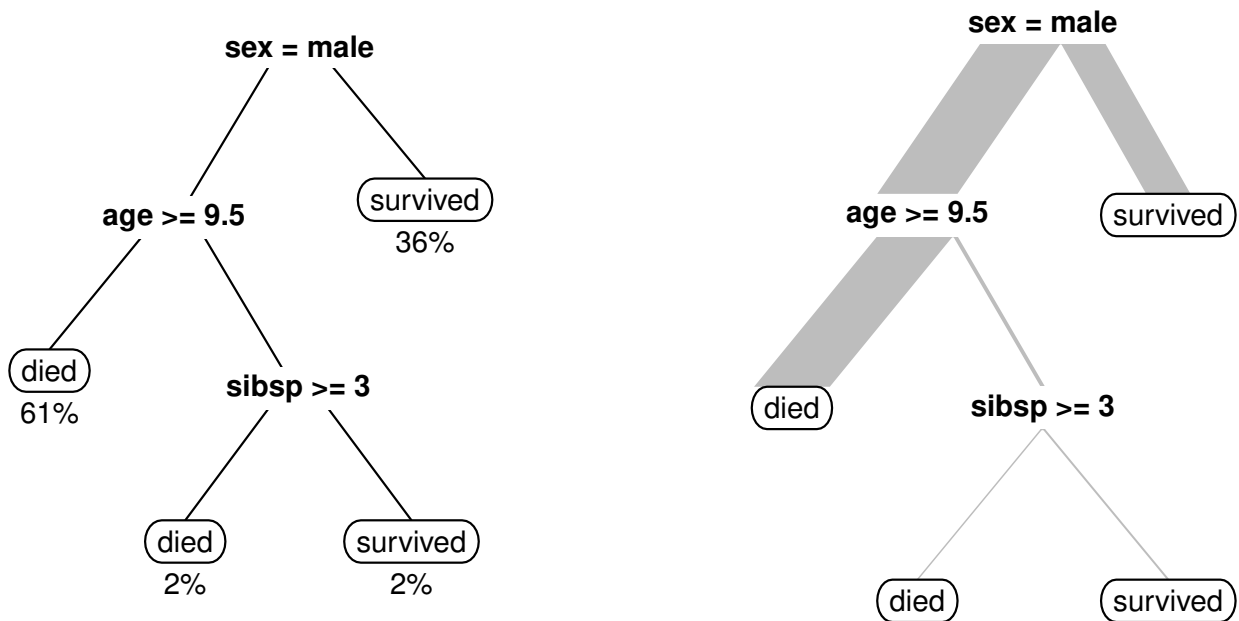 sex = male
age >= 9.5
survived
36%
died
61%
sibsp >= 3
died
2%
survived
2%
sex = male
age >= 9.5
survived
died
sibsp >= 3
died
survived